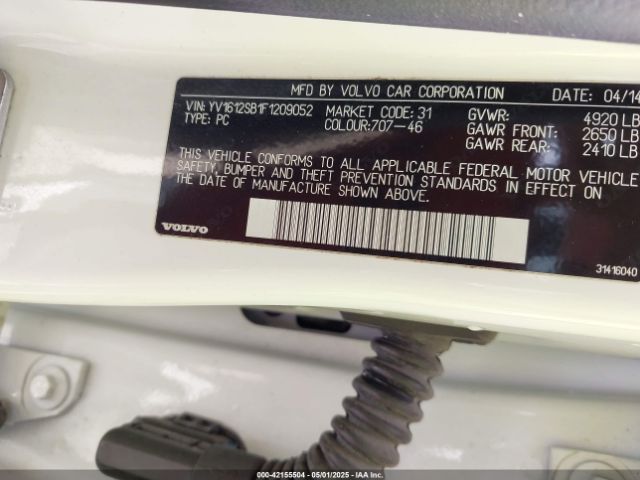 MFD BY VOLVO CAR CORPORATION DATE: 04/14
VIN: YV1612SB1F1209052 MARKET CODE: 31 GVWR: 4920 LB
TYPE: PC COLOUR:707-46 GAWR FRONT: 2650 LB
GAWR REAR: 2410 LB
THIS VEHICLE CONFORMS TO ALL APPLICABLE FEDERAL MOTOR VEHICLE
SAFETY, BUMPER AND THEFT PREVENTION STANDARDS IN EFFECT ON
THE DATE OF MANUFACTURE SHOWN ABOVE.
VOLVO
31416040
000-42155504 - 05/01/2025 - IAA Inc.